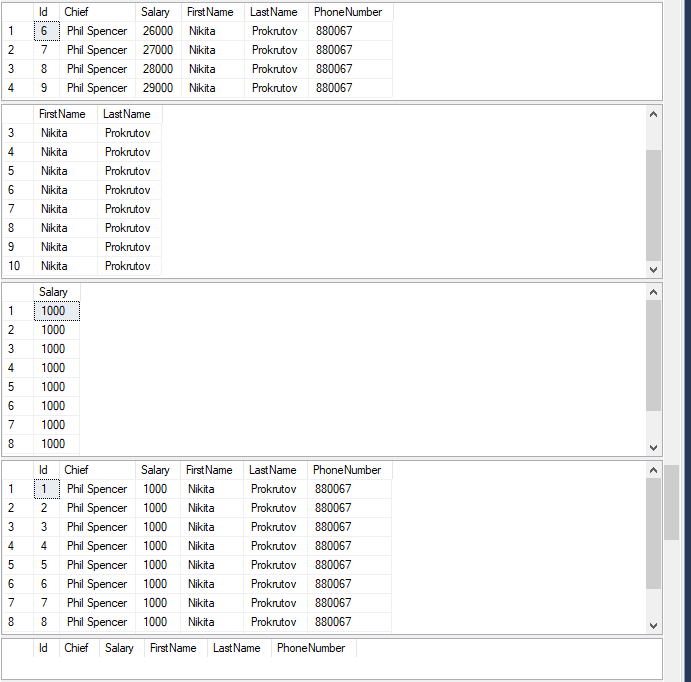 Id Chief Salary FirstName LastName PhoneNumber
1 6 Phil Spencer 26000 Nikita Prokrutov 880067
2 7 Phil Spencer 27000 Nikita Prokrutov 880067
3 8 Phil Spencer 28000 Nikita Prokrutov 880067
4 9 Phil Spencer 29000 Nikita Prokrutov 880067
FirstName LastName
3 Nikita Prokrutov
4 Nikita Prokrutov
5 Nikita Prokrutov
6 Nikita Prokrutov
7 Nikita Prokrutov
8 Nikita Prokrutov
9 Nikita Prokrutov
10 Nikita Prokrutov
Salary
1 1000
2 1000
3 1000
4 1000
5 1000
6 1000
7 1000
8 1000
Id Chief Salary FirstName LastName PhoneNumber
1 1 Phil Spencer 1000 Nikita Prokrutov 880067
2 2 Phil Spencer 1000 Nikita Prokrutov 880067
3 3 Phil Spencer 1000 Nikita Prokrutov 880067
4 4 Phil Spencer 1000 Nikita Prokrutov 880067
5 5 Phil Spencer 1000 Nikita Prokrutov 880067
6 6 Phil Spencer 1000 Nikita Prokrutov 880067
7 7 Phil Spencer 1000 Nikita Prokrutov 880067
8 8 Phil Spencer 1000 Nikita Prokrutov 880067
Id Chief Salary FirstName LastName PhoneNumber